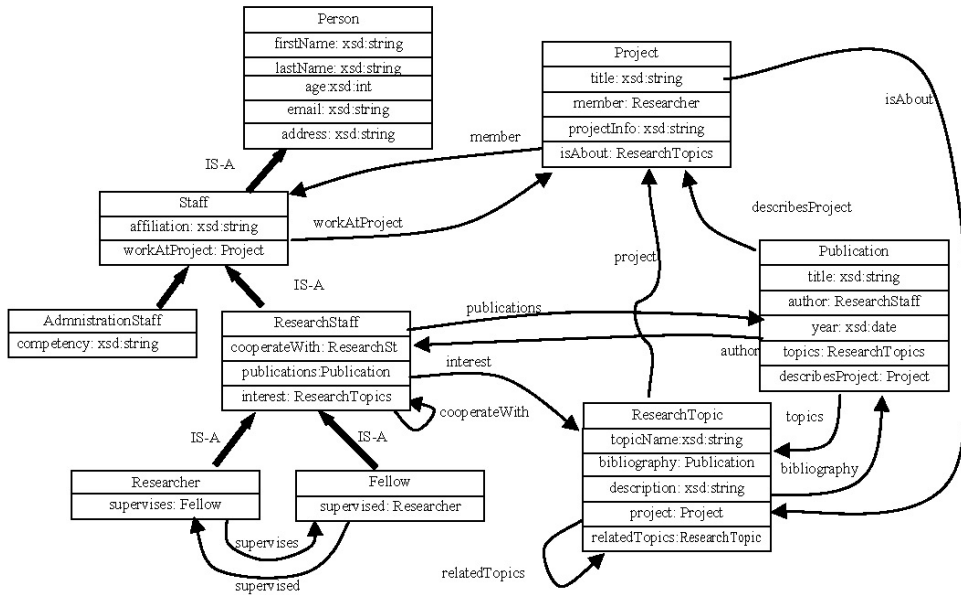 Person
firstName: xsd:string
lastName: xsd:string
age:xsd:int
email: xsd:string
address: xsd:string
Project
title: xsd:string
member: Researcher
projectInfo: xsd:string
isAbout: ResearchTopics
isAbout
member
IS-A
Staff
affiliation: xsd:string
workAtProject: Project
workAtProject
describesProject
project
Publication
title: xsd:string
author: ResearchStaff
year: xsd:date
topics: ResearchTopics
describesProject: Project
IS-A
AdmnistrationStaff
competency: xsd:string
publications
ResearchStaff
cooperateWith: ResearchSt
publications:Publication
interest: ResearchTopics
author
interest
cooperateWith
topics
bibliography
ResearchTopic
topicName:xsd:string
bibliography: Publication
description: xsd:string
project: Project
relatedTopics:ResearchTopic
IS-A
IS-A
Researcher
supervises: Fellow
Fellow
supervised: Researcher
supervises
supervised
relatedTopics